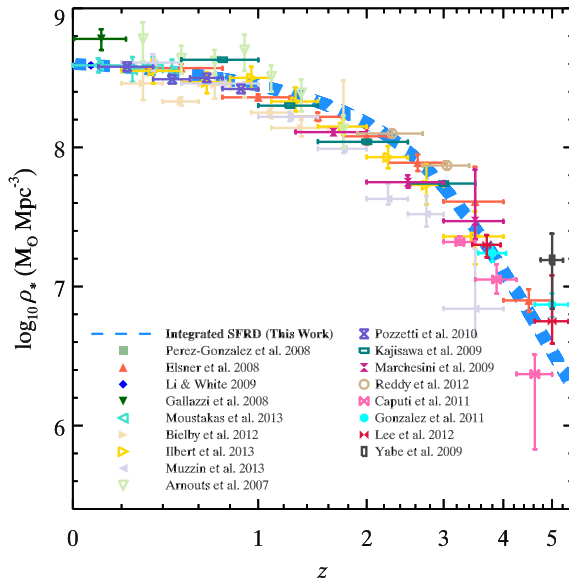 9
8
7
6
log₁₀ρ* (M⊙ Mpc⁻³)
Integrated SFRD (This Work)
Perez-Gonzalez et al. 2008
Elsner et al. 2008
Li & White 2009
Gallazzi et al. 2008
Moustakas et al. 2013
Bielby et al. 2012
Ilbert et al. 2013
Muzzin et al. 2013
Arnouts et al. 2007
Pozzetti et al. 2010
Kajisawa et al. 2009
Marchesini et al. 2009
Reddy et al. 2012
Caputi et al. 2011
Gonzalez et al. 2011
Lee et al. 2012
Yabe et al. 2009
0 1 2 3 4 5
z